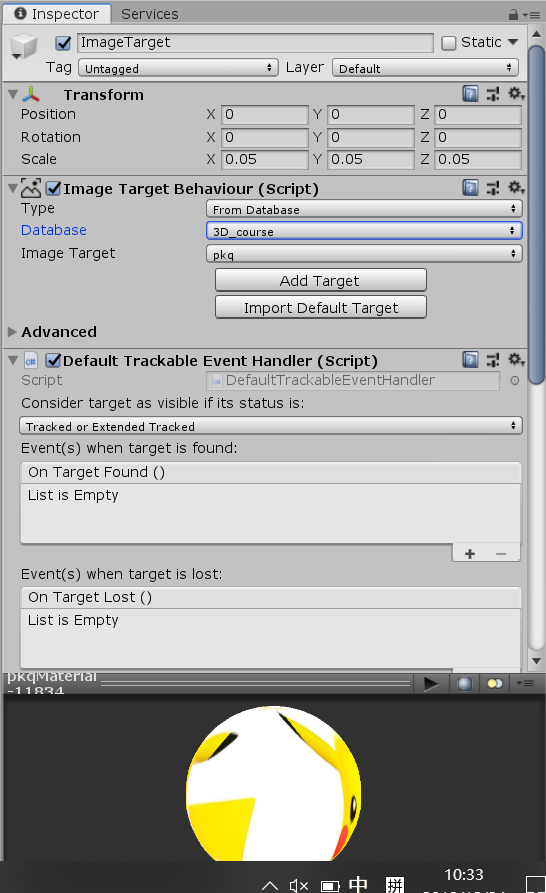 Inspector Services
ImageTarget Static
Tag Untagged Layer Default
Transform
Position X 0 Y 0 Z 0
Rotation X 0 Y 0 Z 0
Scale X 0.05 Y 0.05 Z 0.05
Image Target Behaviour (Script)
Type From Database
Database 3D_course
Image Target pkq
Add Target
Import Default Target
Advanced
Default Trackable Event Handler (Script)
Script DefaultTrackableEventHandler
Consider target as visible if its status is:
Tracked or Extended Tracked
Event(s) when target is found:
On Target Found ()
List is Empty
+ −
Event(s) when target is lost:
On Target Lost ()
List is Empty
pkqMaterial
-11834
中 拼 10:33